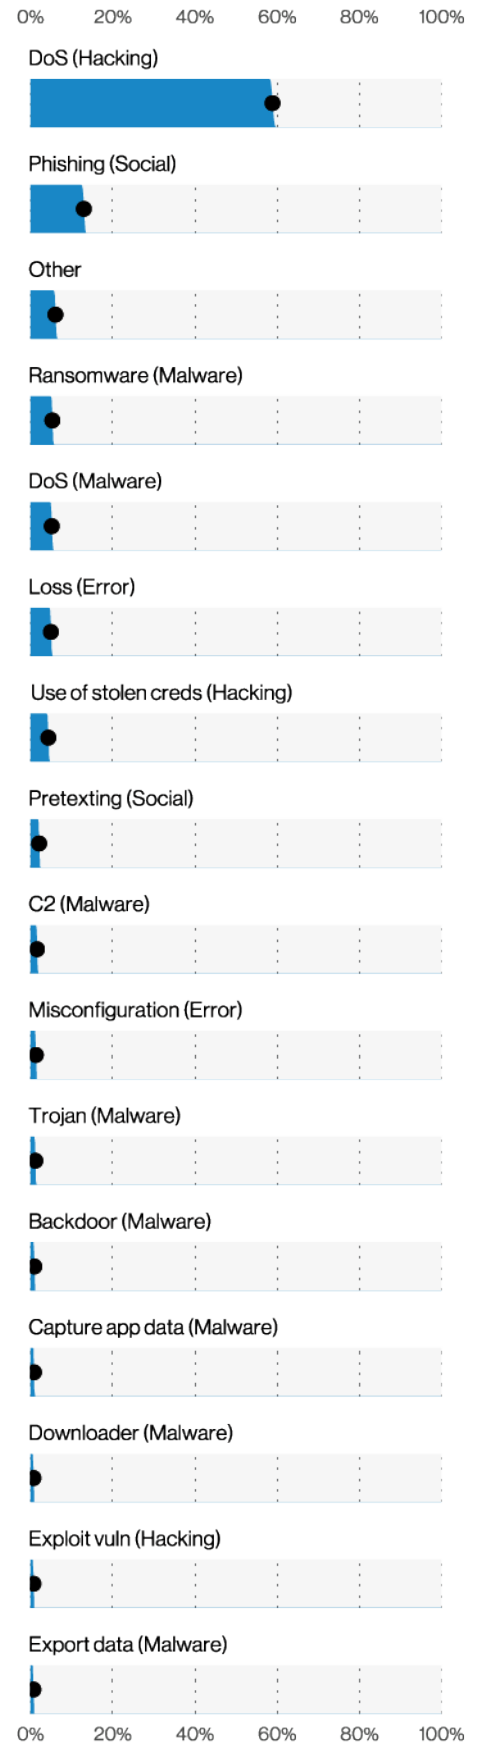 0% 20% 40% 60% 80% 100%
DoS (Hacking)
Phishing (Social)
Other
Ransomware (Malware)
DoS (Malware)
Loss (Error)
Use of stolen creds (Hacking)
Pretexting (Social)
C2 (Malware)
Misconfiguration (Error)
Trojan (Malware)
Backdoor (Malware)
Capture app data (Malware)
Downloader (Malware)
Exploit vuln (Hacking)
Export data (Malware)
0% 20% 40% 60% 80% 100%